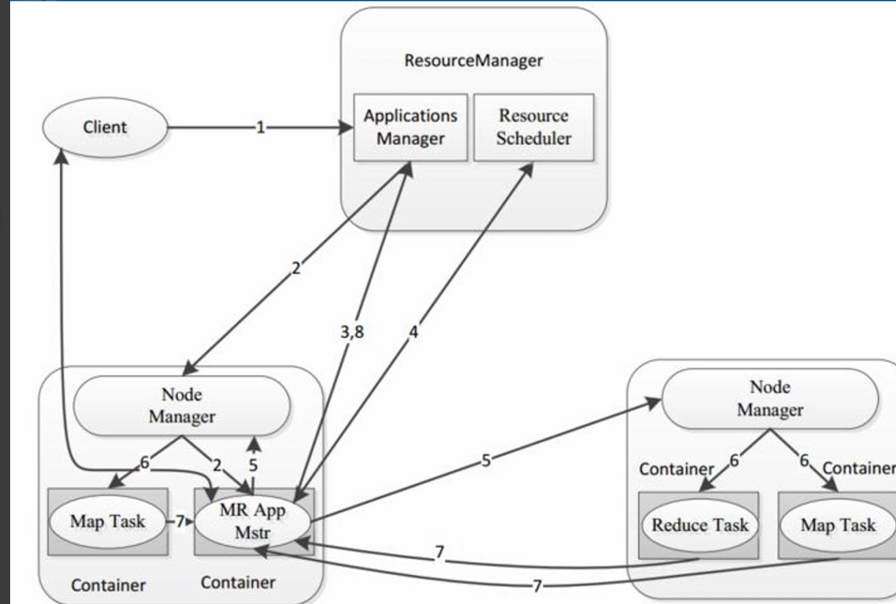 ResourceManager
Client
1
Applications
Manager
Resource
Scheduler
2
3,8
4
Node
Manager
6
2
5
Map Task
7
MR App
Mstr
Container
Container
5
Node
Manager
Container
6
6
Container
Reduce Task
Map Task
7
7